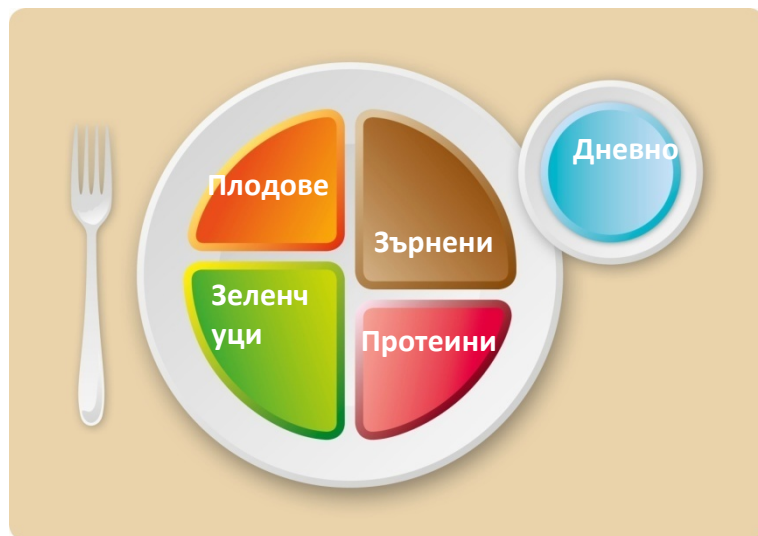 Дневно
Плодове
Зърнени
Зеленч
уци
Протеини